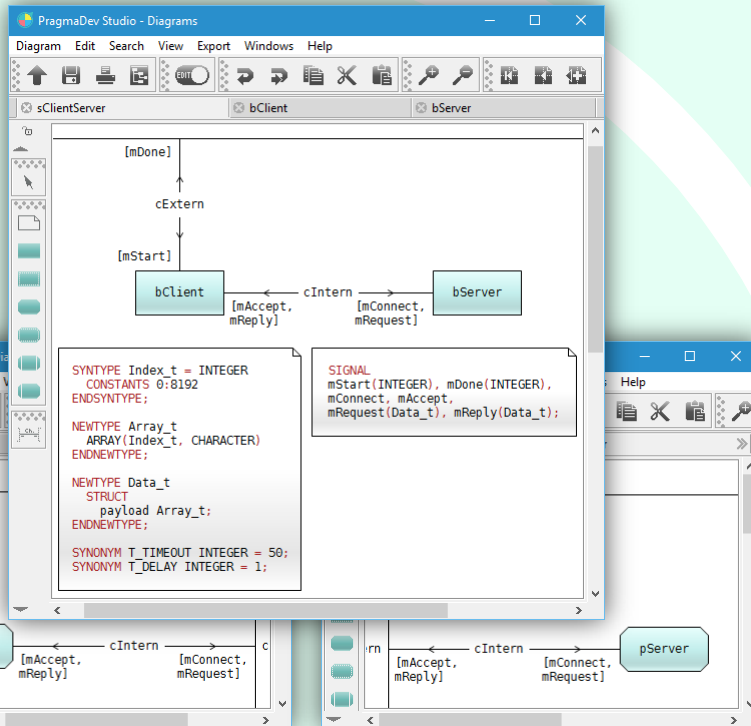 PragmaDev Studio - Diagrams
Diagram Edit Search View Export Windows Help
EDIT
sClientServer bClient bServer
[mDone]
cExtern
[mStart]
bClient cIntern bServer
[mAccept, [mConnect,
mReply] mRequest]
SYNTYPE Index_t = INTEGER
CONSTANTS 0:8192
ENDSYNTYPE;
NEWTYPE Array_t
ARRAY(Index_t, CHARACTER)
ENDNEWTYPE;
NEWTYPE Data_t
STRUCT
payload Array_t;
ENDNEWTYPE;
SYNONYM T_TIMEOUT INTEGER = 50;
SYNONYM T_DELAY INTEGER = 1;
SIGNAL
mStart(INTEGER), mDone(INTEGER),
mConnect, mAccept,
mRequest(Data_t), mReply(Data_t);
Help
cIntern
[mAccept, [mConnect,
mReply] mRequest]
cIntern pServer
[mAccept, [mConnect,
mReply] mRequest]